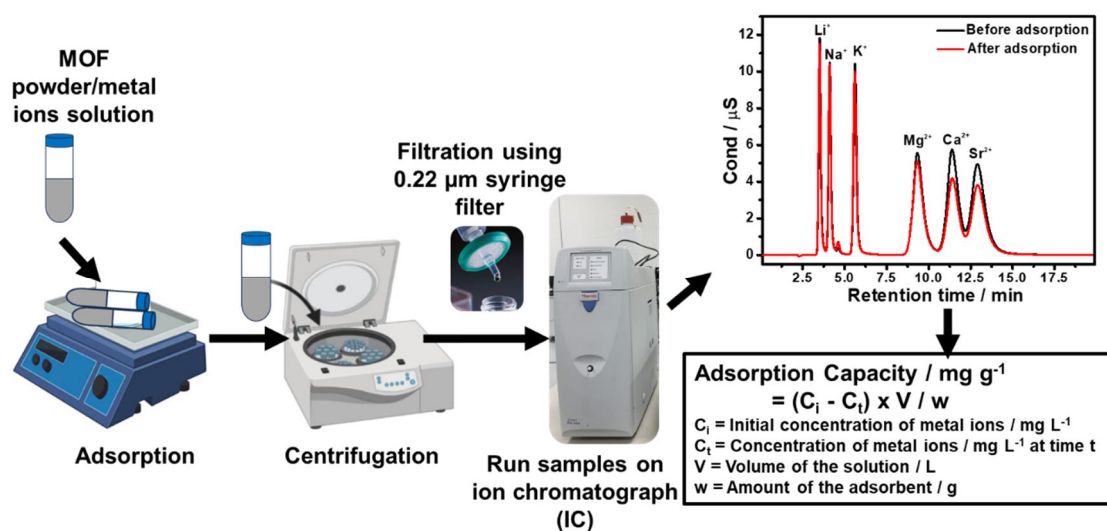 MOF
powder/metal
ions solution
Adsorption
Centrifugation
Filtration using
0.22 µm syringe
filter
Thermo
Run samples on
ion chromatograph
(IC)
Before adsorption
After adsorption
Li⁺
Na⁺
K⁺
Mg²⁺
Ca²⁺
Sr²⁺
12
10
8
6
4
2
0
Cond / µS
2.5 5.0 7.5 10.0 12.5 15.0 17.5
Retention time / min
Adsorption Capacity / mg g⁻¹
= (Cᵢ - Cₜ) x V / w
Cᵢ = Initial concentration of metal ions / mg L⁻¹
Cₜ = Concentration of metal ions / mg L⁻¹ at time t
V = Volume of the solution / L
w = Amount of the adsorbent / g